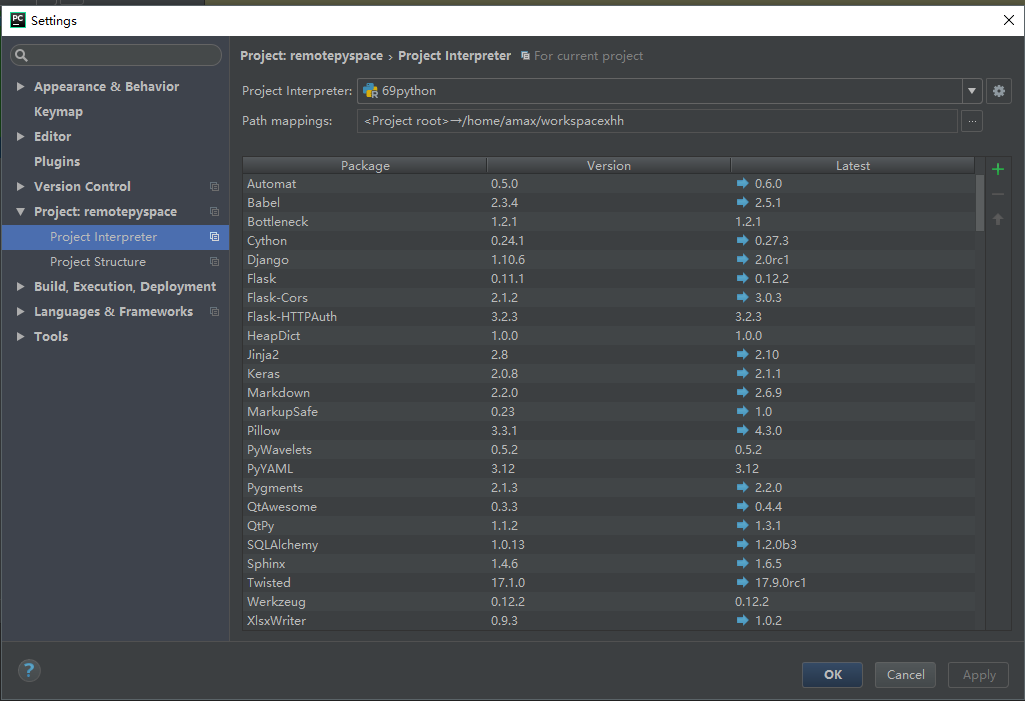 PC Settings
Project: remotepyspace › Project Interpreter For current project
Appearance & Behavior
Keymap
Editor
Plugins
Version Control
Project: remotepyspace
Project Interpreter
Project Structure
Build, Execution, Deployment
Languages & Frameworks
Tools
Project Interpreter: 69python
Path mappings: <Project root>→/home/amax/workspacexhh ...
Package Version Latest
Automat 0.5.0 0.6.0
Babel 2.3.4 2.5.1
Bottleneck 1.2.1 1.2.1
Cython 0.24.1 0.27.3
Django 1.10.6 2.0rc1
Flask 0.11.1 0.12.2
Flask-Cors 2.1.2 3.0.3
Flask-HTTPAuth 3.2.3 3.2.3
HeapDict 1.0.0 1.0.0
Jinja2 2.8 2.10
Keras 2.0.8 2.1.1
Markdown 2.2.0 2.6.9
MarkupSafe 0.23 1.0
Pillow 3.3.1 4.3.0
PyWavelets 0.5.2 0.5.2
PyYAML 3.12 3.12
Pygments 2.1.3 2.2.0
QtAwesome 0.3.3 0.4.4
QtPy 1.1.2 1.3.1
SQLAlchemy 1.0.13 1.2.0b3
Sphinx 1.4.6 1.6.5
Twisted 17.1.0 17.9.0rc1
Werkzeug 0.12.2 0.12.2
XlsxWriter 0.9.3 1.0.2
? OK Cancel Apply